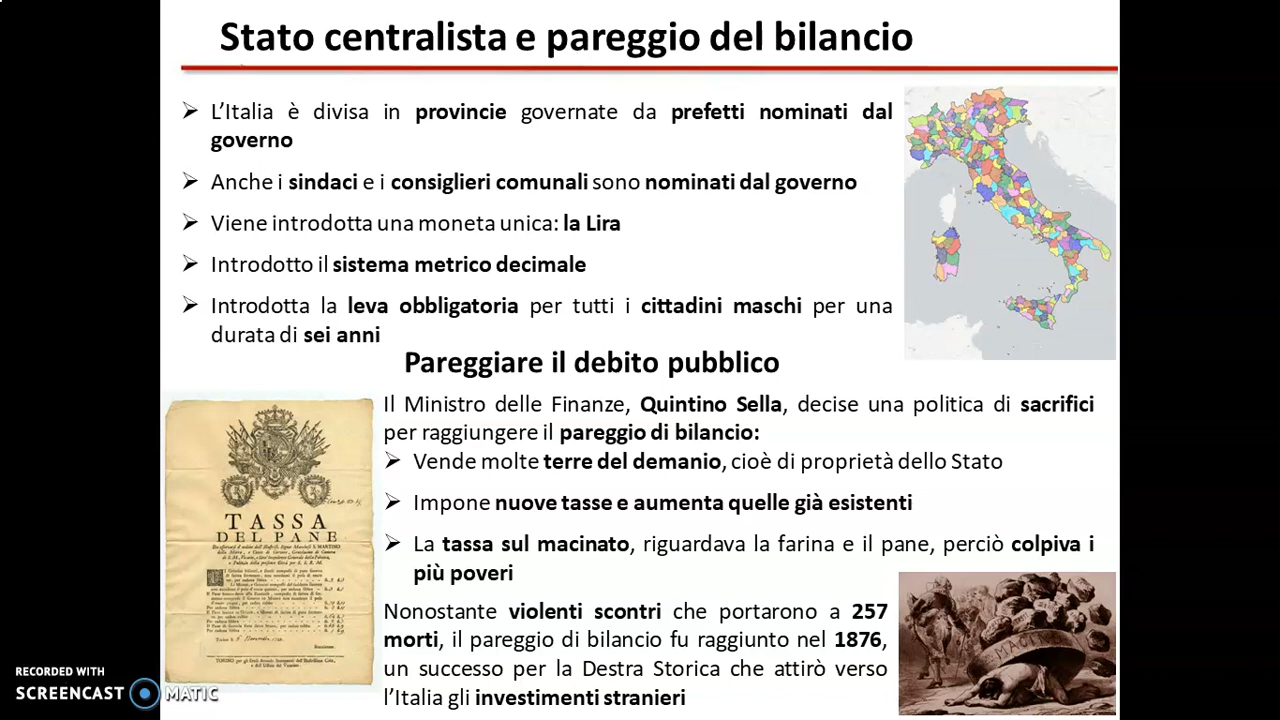 Stato centralista e pareggio del bilancio
➢ L’Italia è divisa in provincie governate da prefetti nominati dal
governo
➢ Anche i sindaci e i consiglieri comunali sono nominati dal governo
➢ Viene introdotta una moneta unica: la Lira
➢ Introdotto il sistema metrico decimale
➢ Introdotta la leva obbligatoria per tutti i cittadini maschi per una
durata di sei anni
Pareggiare il debito pubblico
Il Ministro delle Finanze, Quintino Sella, decise una politica di sacrifici
per raggiungere il pareggio di bilancio:
➢ Vende molte terre del demanio, cioè di proprietà dello Stato
➢ Impone nuove tasse e aumenta quelle già esistenti
➢ La tassa sul macinato, riguardava la farina e il pane, perciò colpiva i
più poveri
Nonostante violenti scontri che portarono a 257
morti, il pareggio di bilancio fu raggiunto nel 1876,
un successo per la Destra Storica che attirò verso
l’Italia gli investimenti stranieri
TASSA
DEL PANE
RECORDED WITH
SCREENCAST MATIC